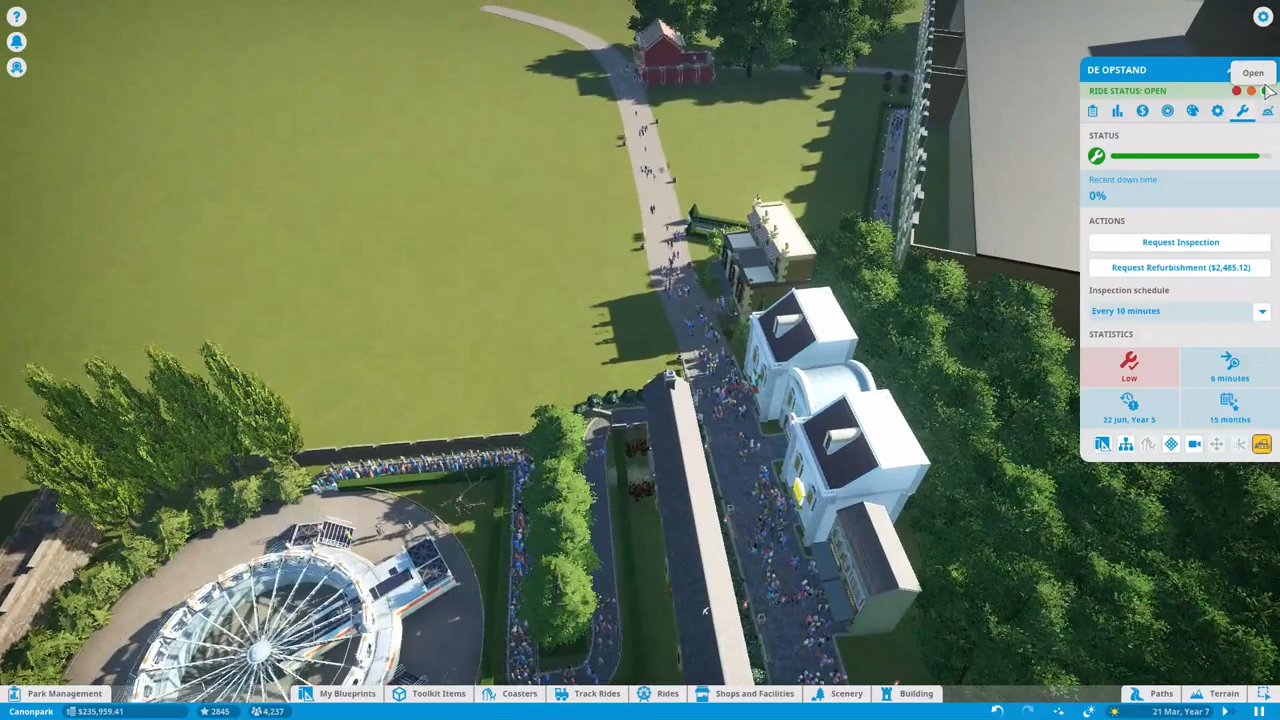 DE OPSTAND
Open
RIDE STATUS: OPEN
STATUS
Recent down time
0%
ACTIONS
Request Inspection
Request Refurbishment ($2,485.12)
Inspection schedule
Every 10 minutes
STATISTICS
Low
6 minutes
22 Jun, Year 5
15 months
Park Management
My Blueprints
Toolkit Items
Coasters
Track Rides
Rides
Shops and Facilities
Scenery
Building
Paths
Terrain
Canonpark
$235,959.41
2845
4,237
21 Mar, Year 7